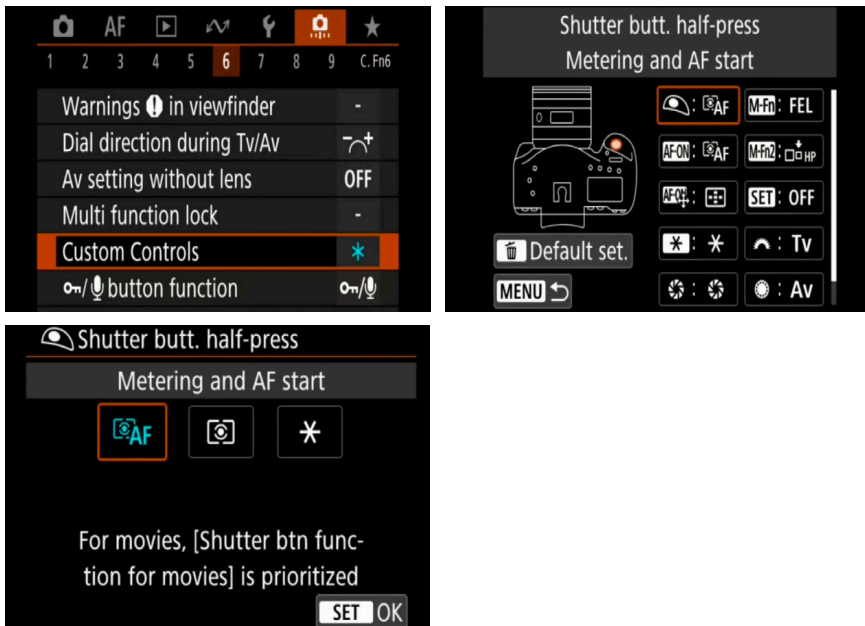 AF
1 2 3 4 5 6 7 8 9 C.Fn6
Warnings ! in viewfinder -
Dial direction during Tv/Av -+
Av setting without lens OFF
Multi function lock -
Custom Controls
/ button function /
Shutter butt. half-press
Metering and AF start
: AF M-Fn: FEL
AF-ON: AF M-Fn2: HP
AF-ON: SET: OFF
: : Tv
: : Av
Default set.
MENU
Shutter butt. half-press
Metering and AF start
AF
For movies, [Shutter btn func-
tion for movies] is prioritized
SET OK